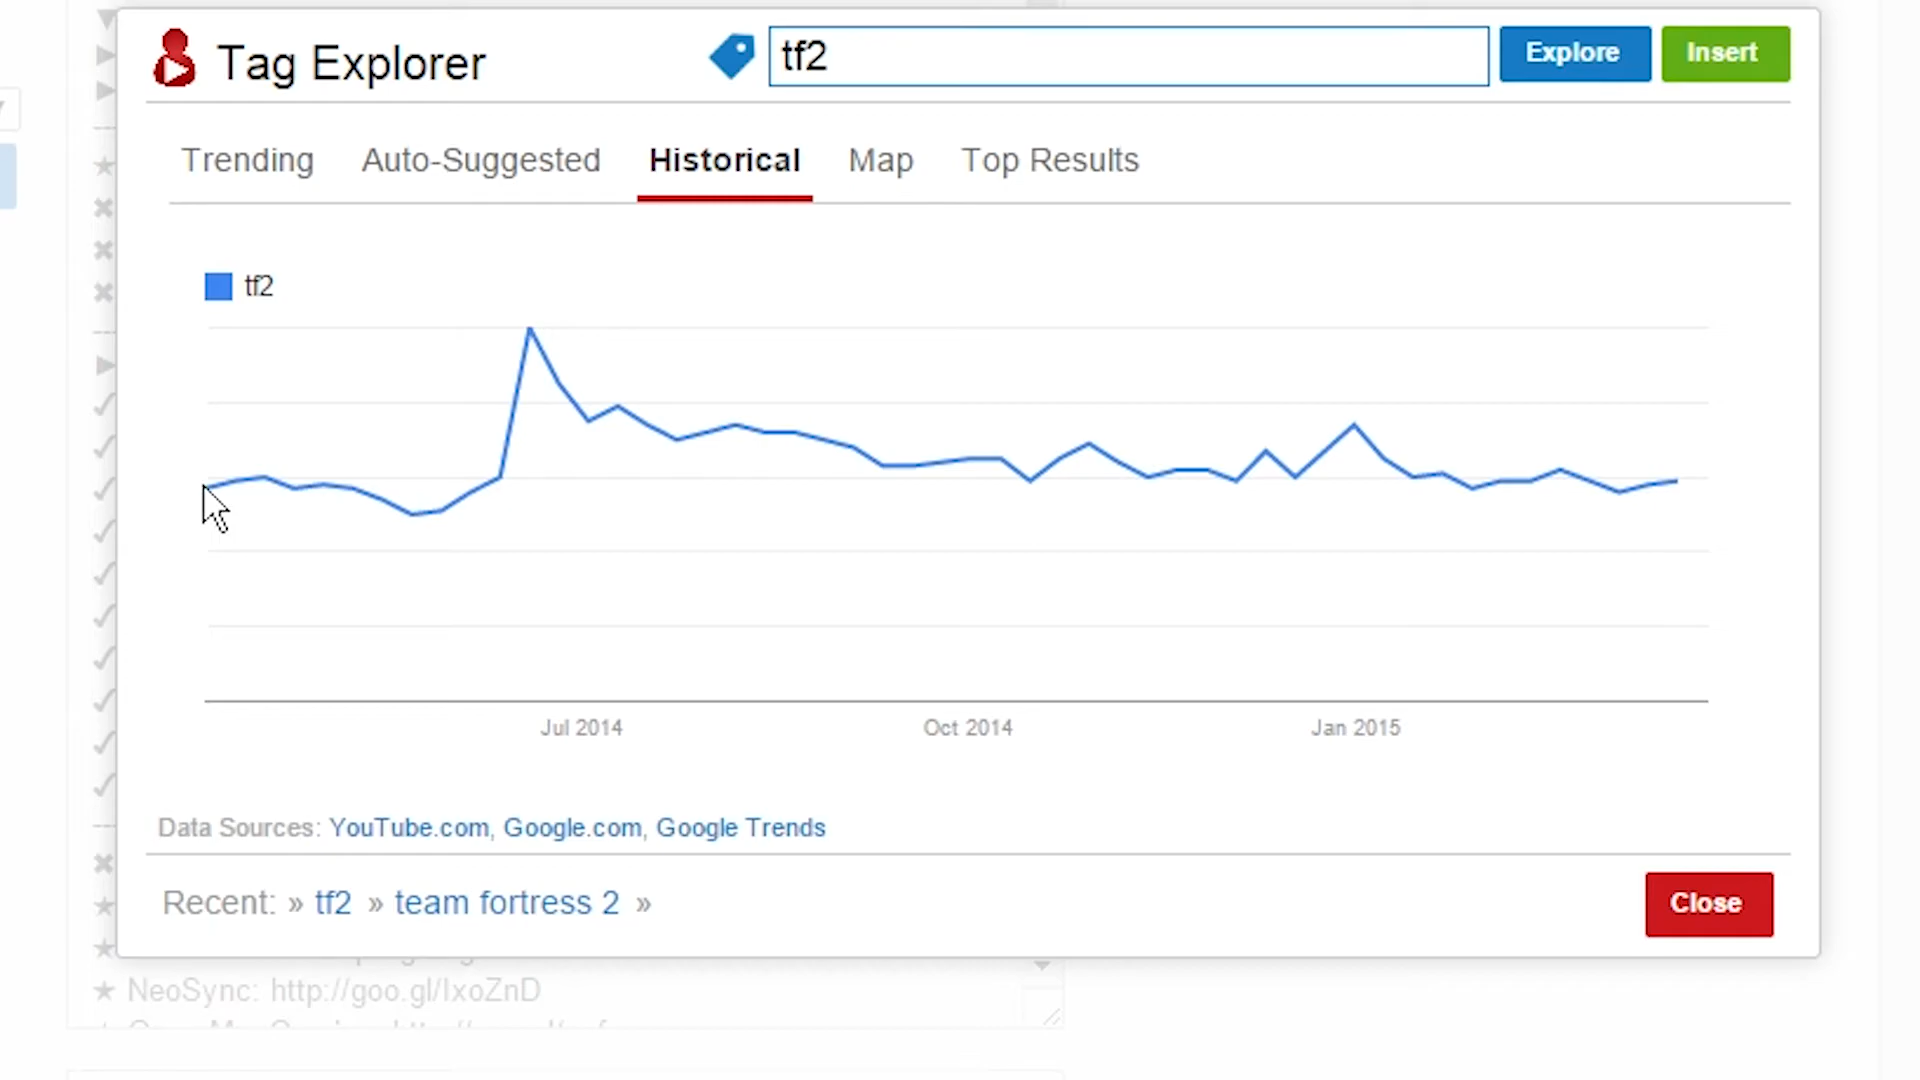 Tag Explorer
tf2
Explore
Insert
Trending
Auto-Suggested
Historical
Map
Top Results
tf2
Jul 2014
Oct 2014
Jan 2015
Data Sources: YouTube.com, Google.com, Google Trends
Recent: » tf2 » team fortress 2 »
Close
★ NeoSync: http://goo.gl/IxoZnD